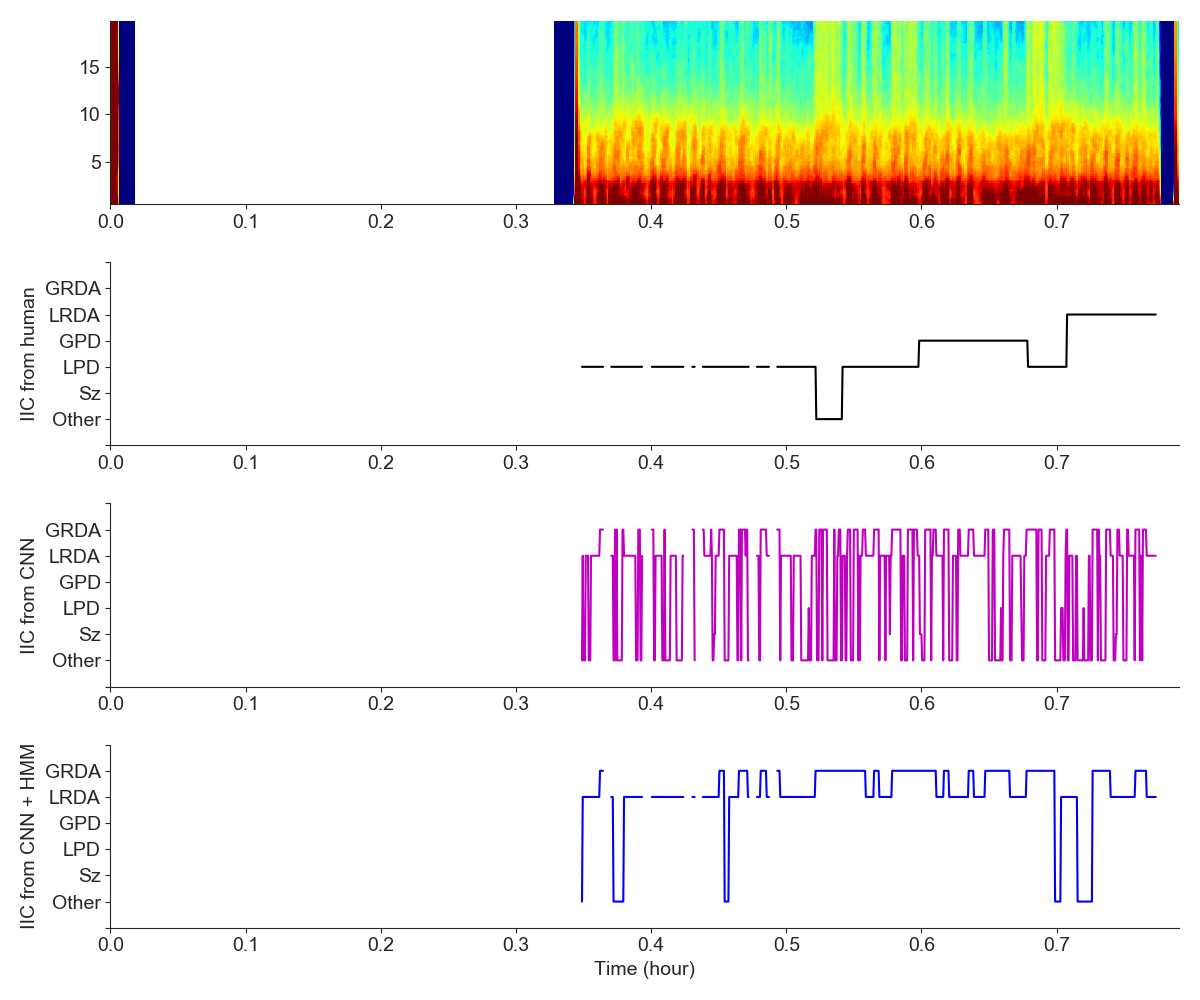 15
10
5
0.0 0.1 0.2 0.3 0.4 0.5 0.6 0.7
IIC from human
GRDA
LRDA
GPD
LPD
Sz
Other
0.0 0.1 0.2 0.3 0.4 0.5 0.6 0.7
IIC from CNN
GRDA
LRDA
GPD
LPD
Sz
Other
0.0 0.1 0.2 0.3 0.4 0.5 0.6 0.7
IIC from CNN + HMM
GRDA
LRDA
GPD
LPD
Sz
Other
0.0 0.1 0.2 0.3 0.4 0.5 0.6 0.7
Time (hour)